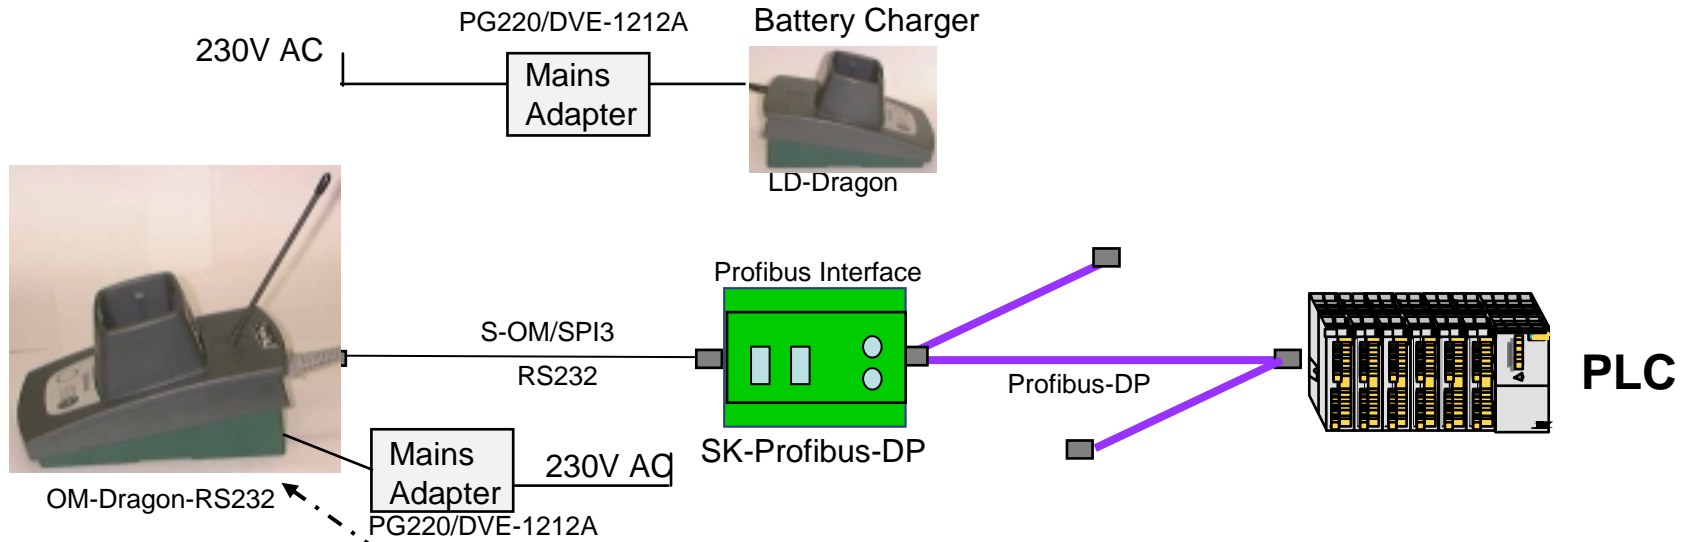 PG220/DVE-1212A
Battery Charger
230V AC
Mains
Adapter
LD-Dragon
Profibus Interface
S-OM/SPI3
RS232
Profibus-DP
PLC
SK-Profibus-DP
Mains
Adapter
230V AC
OM-Dragon-RS232
PG220/DVE-1212A